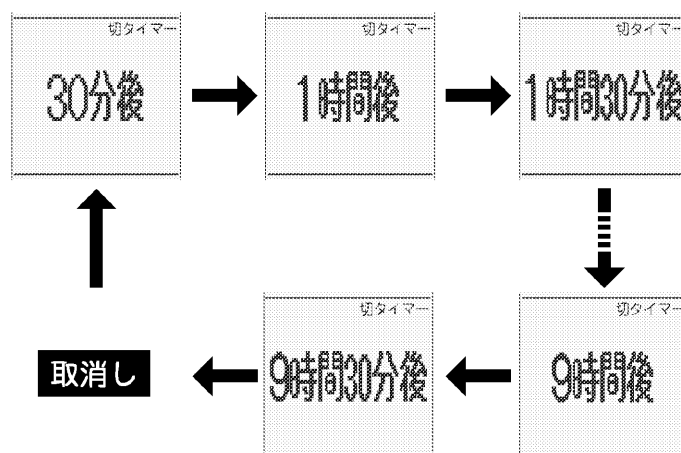 切タイマー
30分後
切タイマー
1時間後
切タイマー
1時間30分後
切タイマー
9時間後
切タイマー
9時間30分後
取消し